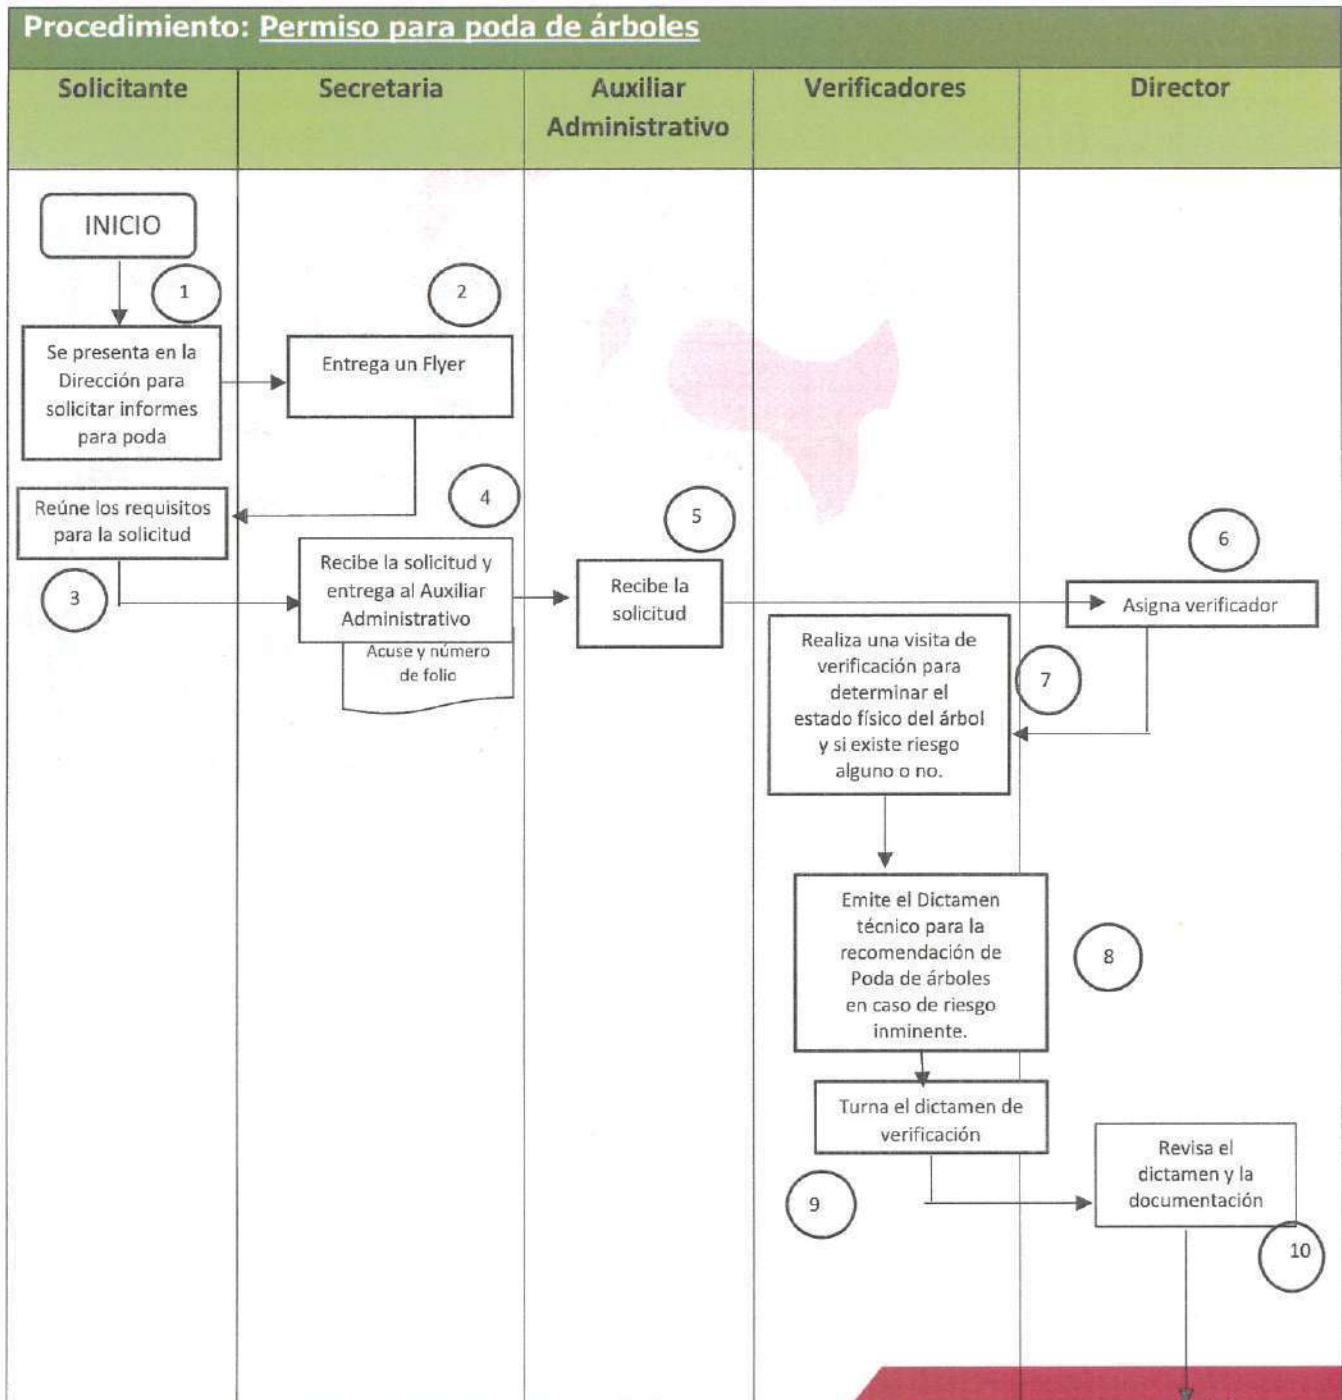 Procedimiento: Permiso para poda de árboles
Solicitante
Secretaria
Auxiliar
Administrativo
Verificadores
Director
INICIO
1
Se presenta en la
Dirección para
solicitar informes
para poda
2
Entrega un Flyer
Reúne los requisitos
para la solicitud
3
4
Recibe la solicitud y
entrega al Auxiliar
Administrativo
Acuse y número
de folio
5
Recibe la
solicitud
6
Asigna verificador
Realiza una visita de
verificación para
determinar el
estado físico del árbol
y si existe riesgo
alguno o no.
7
Emite el Dictamen
técnico para la
recomendación de
Poda de árboles
en caso de riesgo
inminente.
8
Turna el dictamen de
verificación
9
Revisa el
dictamen y la
documentación
10